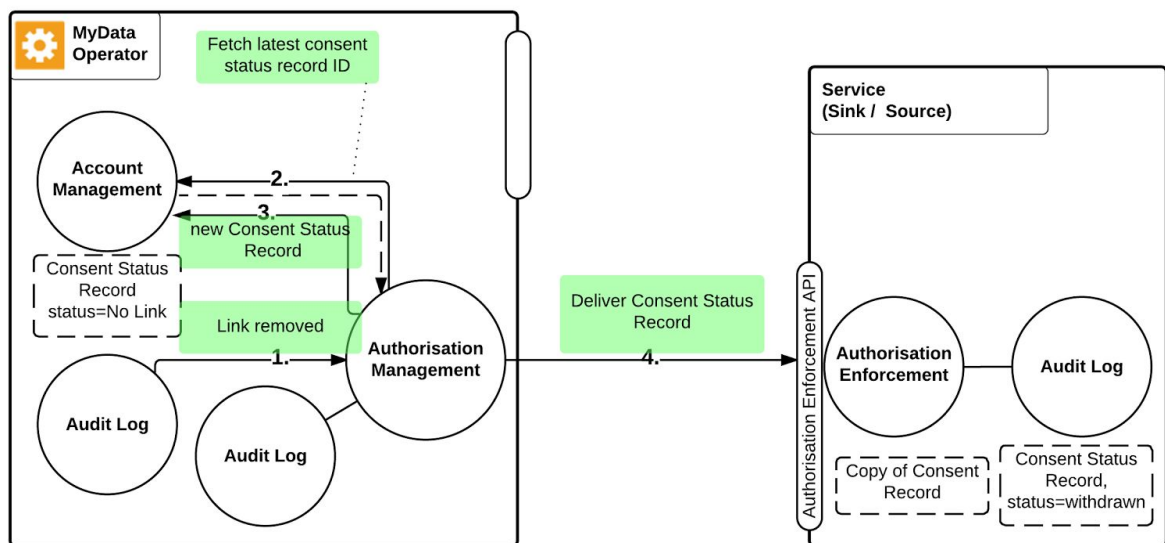 MyData
Operator
Fetch latest consent
status record ID
Service
(Sink / Source)
Account
Management
2.
3.
new Consent Status
Record
Consent Status
Record
status=No Link
Link removed
1.
Authorisation
Management
Audit Log
Audit Log
Deliver Consent Status
Record
4.
Authorisation Enforcement API
Authorisation
Enforcement
Audit Log
Copy of Consent
Record
Consent Status
Record,
status=withdrawn